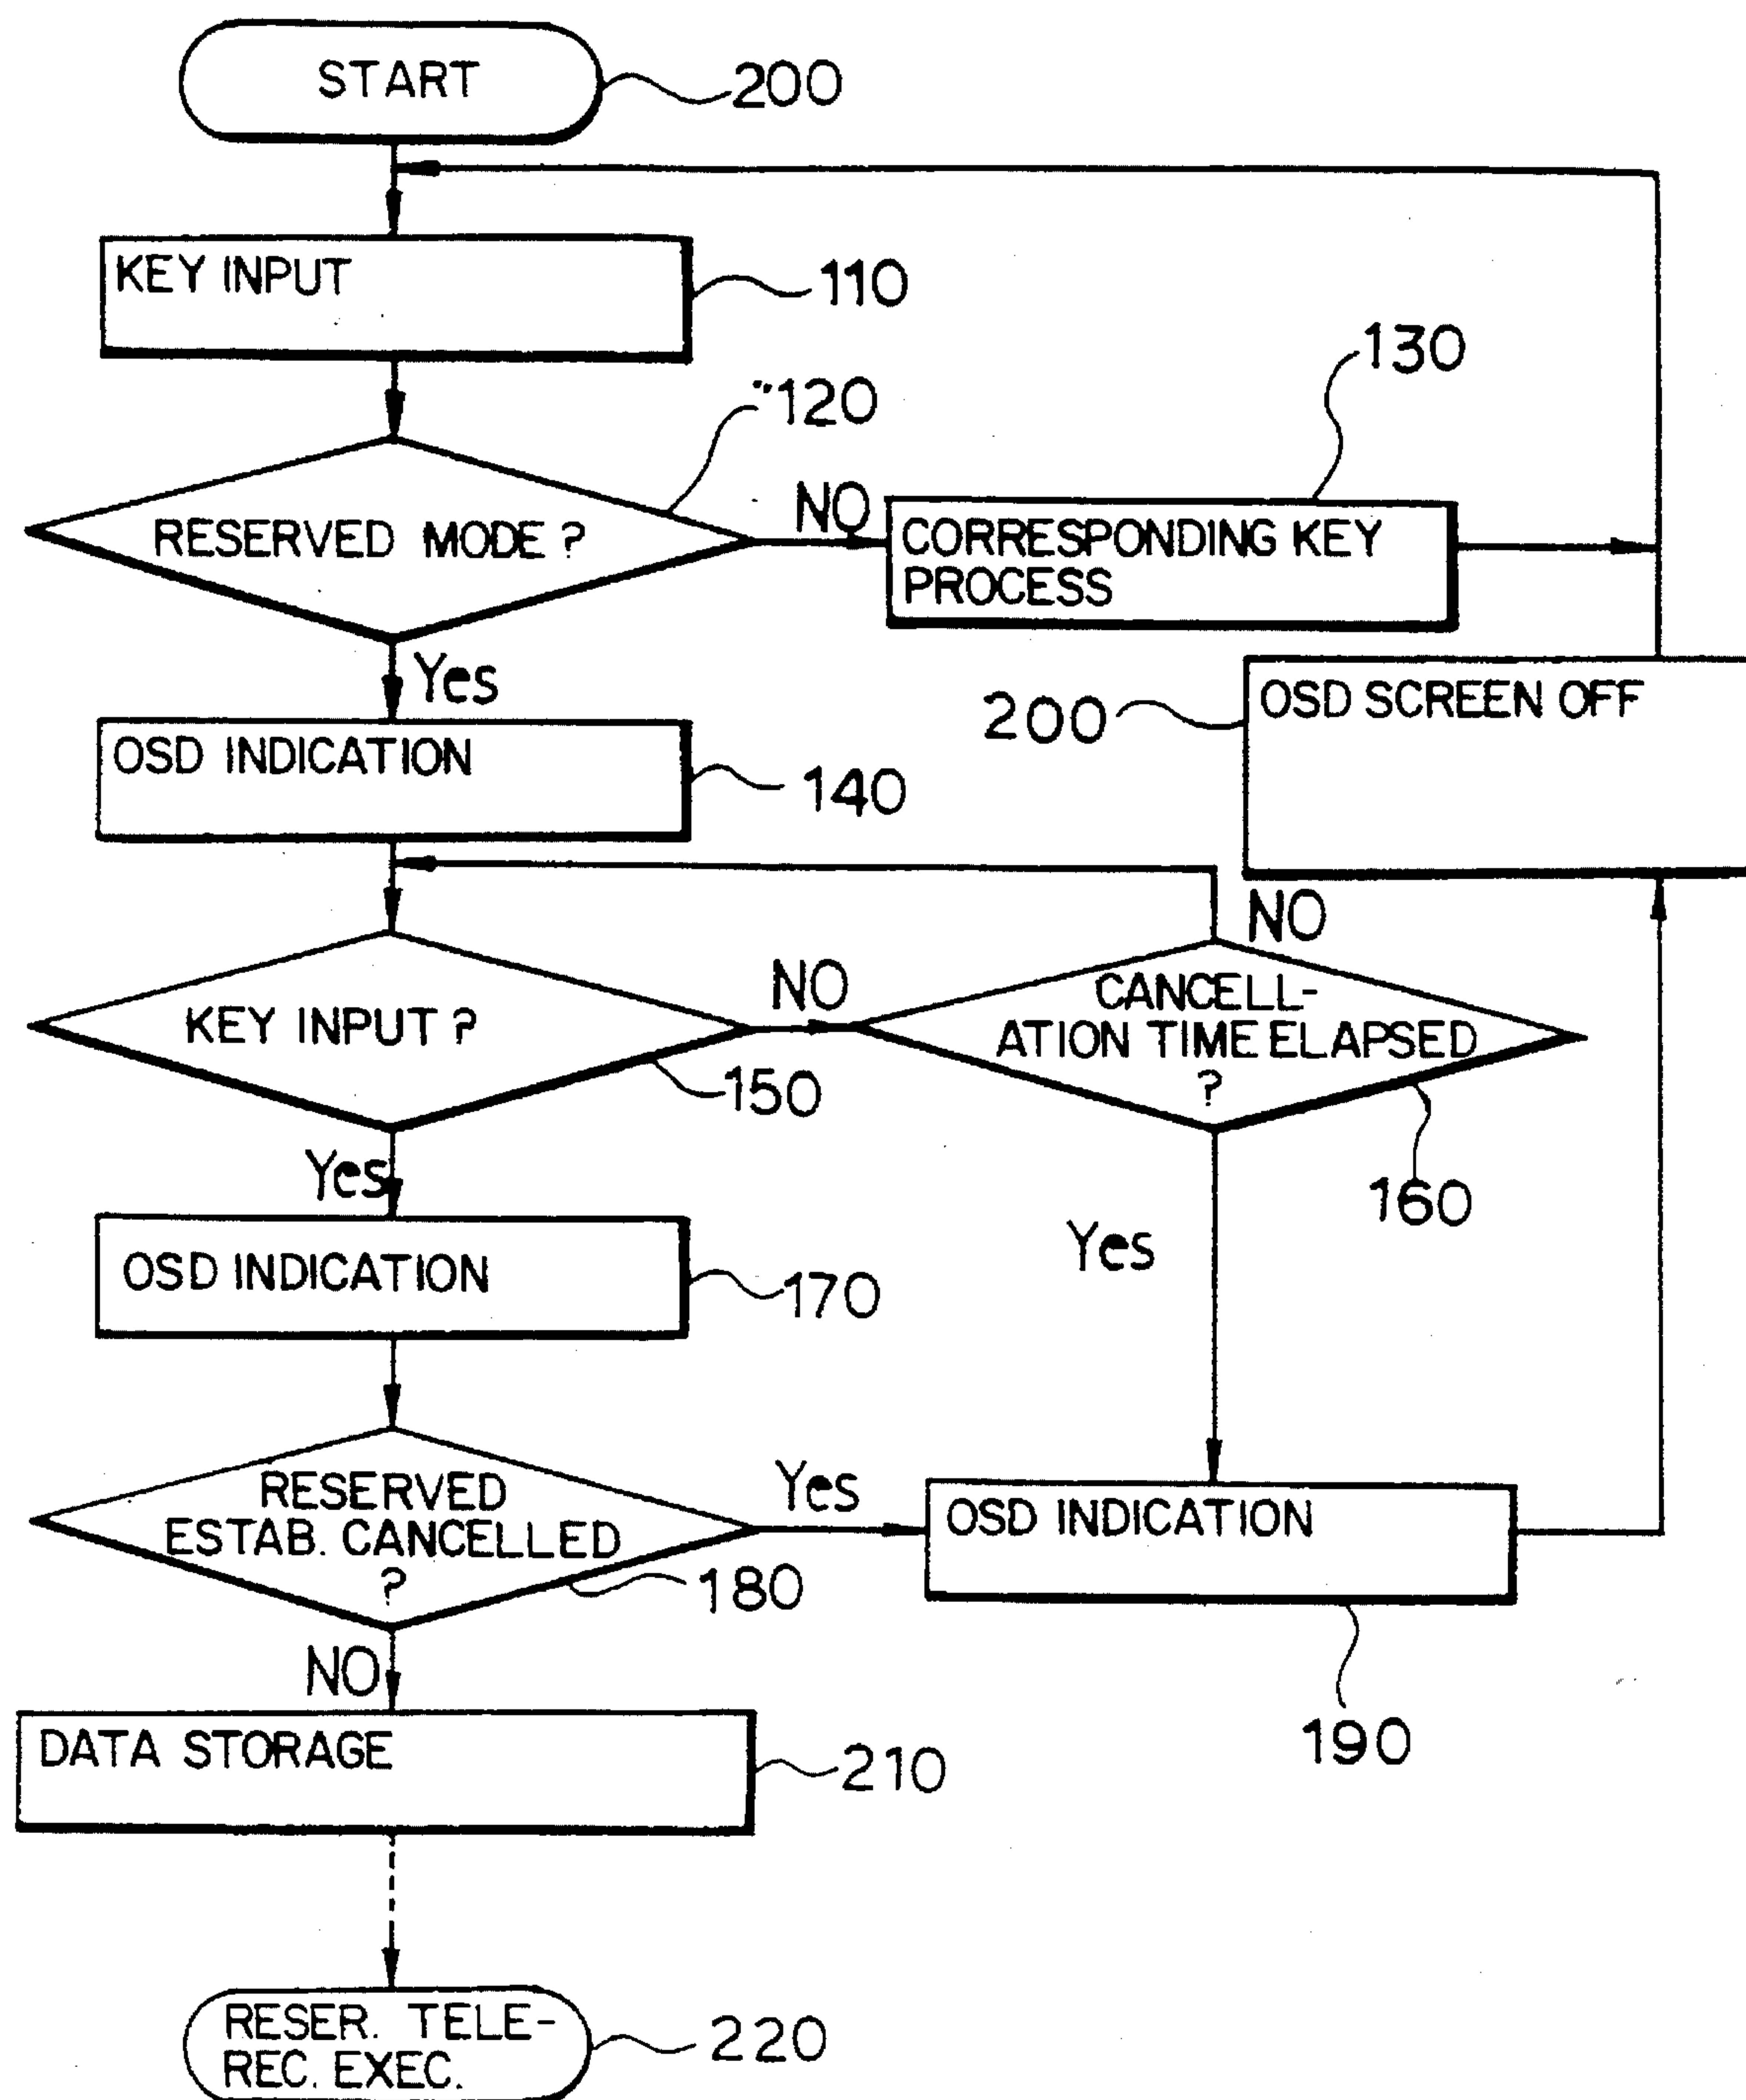 START
200
KEY INPUT
110
120
130
RESERVED MODE ?
NO
CORRESPONDING KEY
PROCESS
Yes
200
OSD SCREEN OFF
OSD INDICATION
140
NO
KEY INPUT ?
NO
CANCELL-
ATION TIME ELAPSED
?
150
160
Yes
Yes
OSD INDICATION
170
RESERVED
ESTAB. CANCELLED
?
180
Yes
OSD INDICATION
190
NO
DATA STORAGE
210
RESER. TELE-
REC. EXEC.
220